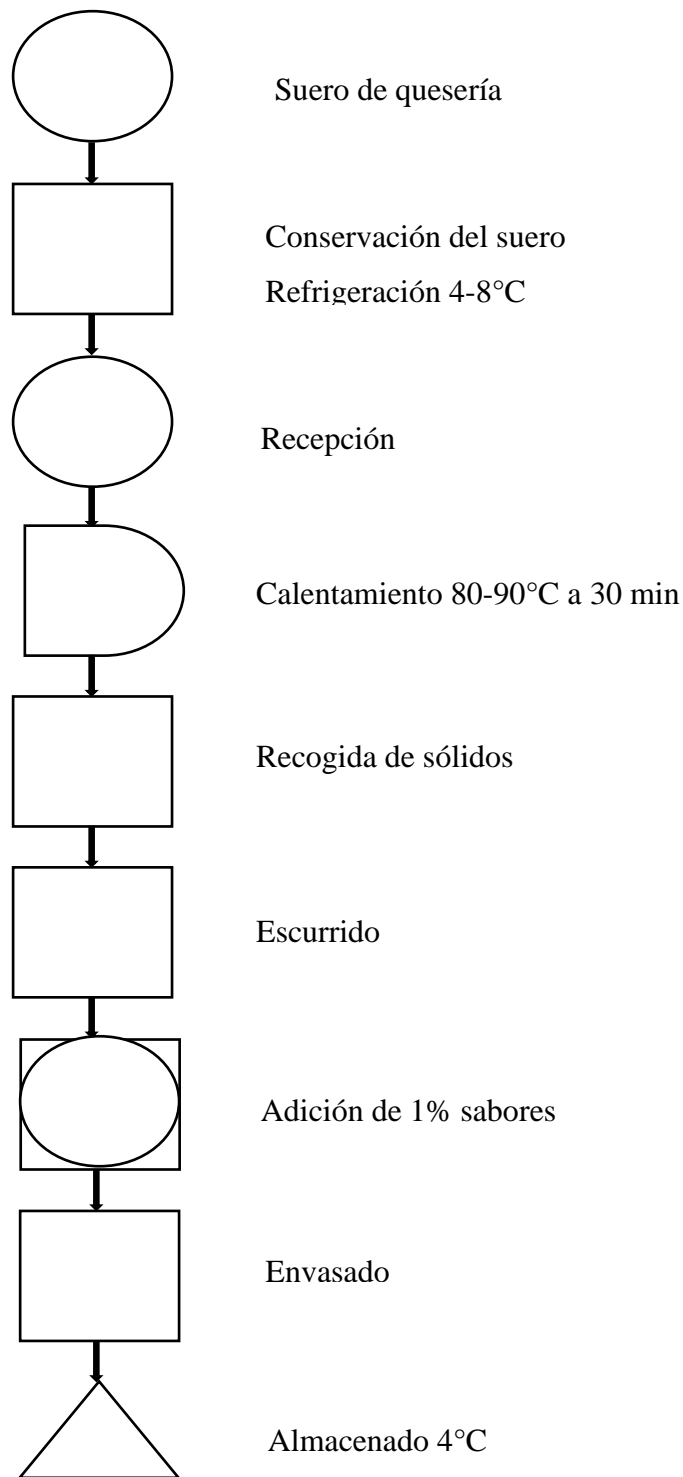 Suero de quesería
Conservación del suero
Refrigeración 4-8°C
Recepción
Calentamiento 80-90°C a 30 min
Recogida de sólidos
Escurrido
Adición de 1% sabores
Envasado
Almacenado 4°C